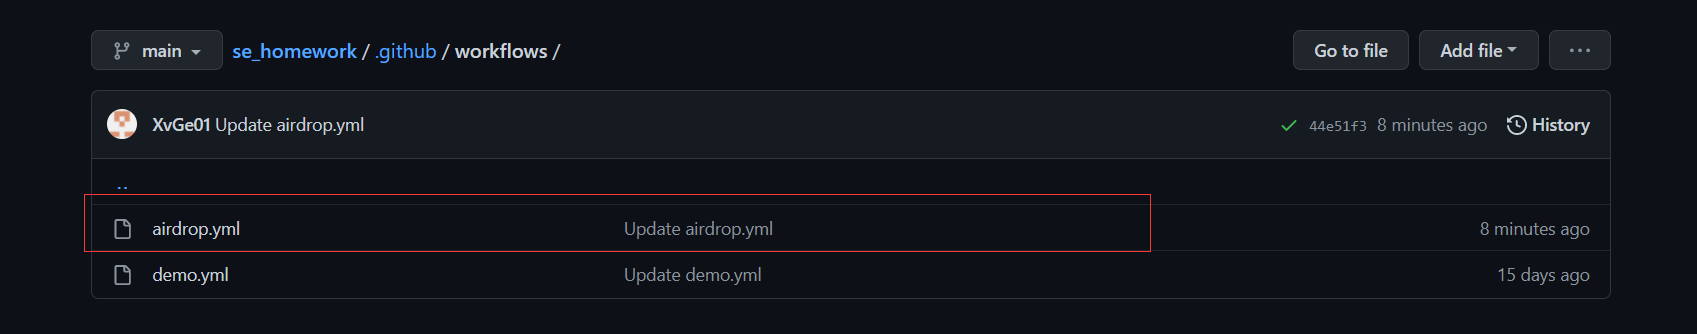 main se_homework / .github / workflows / Go to file Add file ...
XvGe01 Update airdrop.yml 44e51f3 8 minutes ago History
..
airdrop.yml Update airdrop.yml 8 minutes ago
demo.yml Update demo.yml 15 days ago